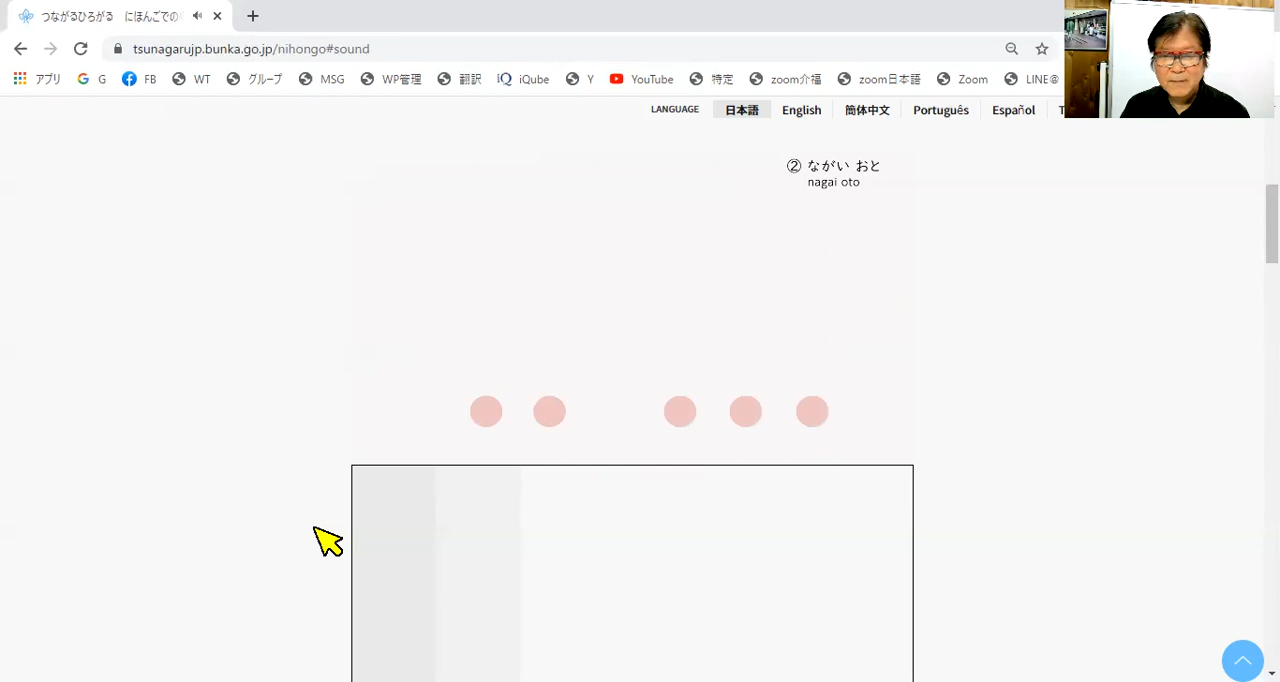 つながるひろがる にほんごでの
tsunagarujp.bunka.go.jp/nihongo#sound
アプリ G FB WT グループ MSG WP管理 翻訳 iQube Y YouTube 特定 zoom介福 zoom日本語 Zoom LINE@
LANGUAGE 日本語 English 简体中文 Português Español T
② ながい おと
nagai oto